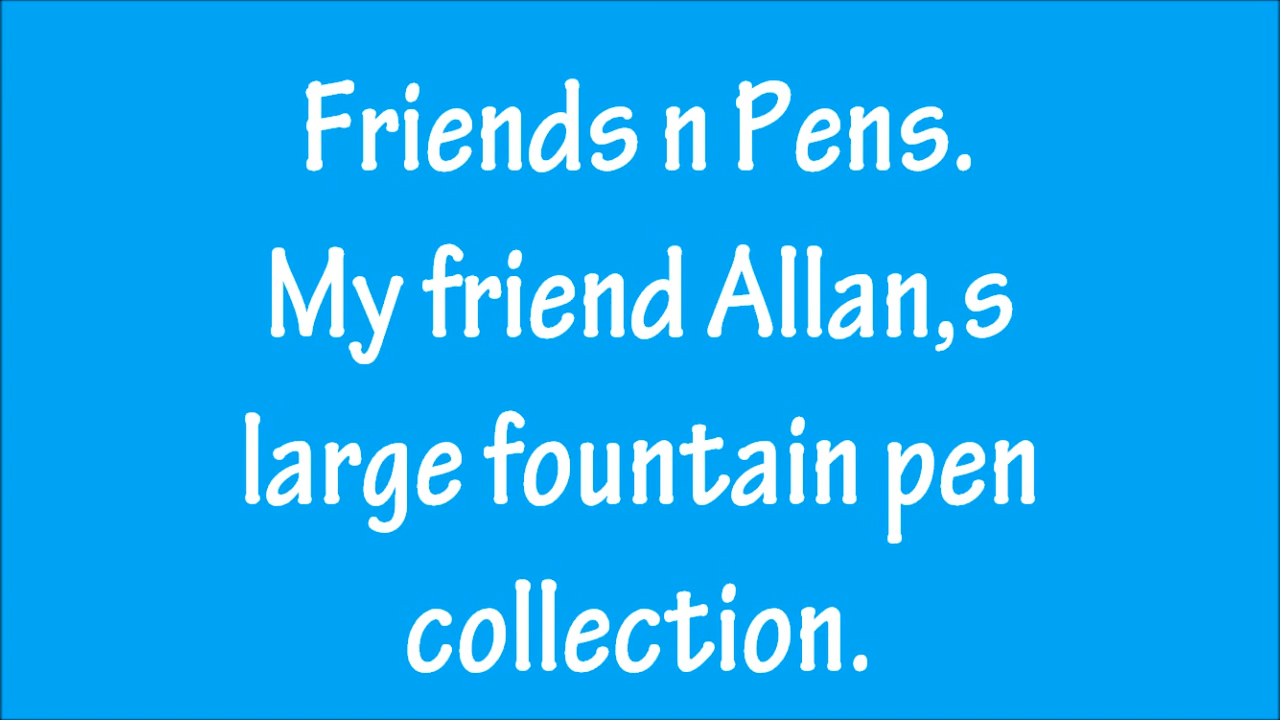 Friends n Pens.
My friend Allan,s
large fountain pen
collection.